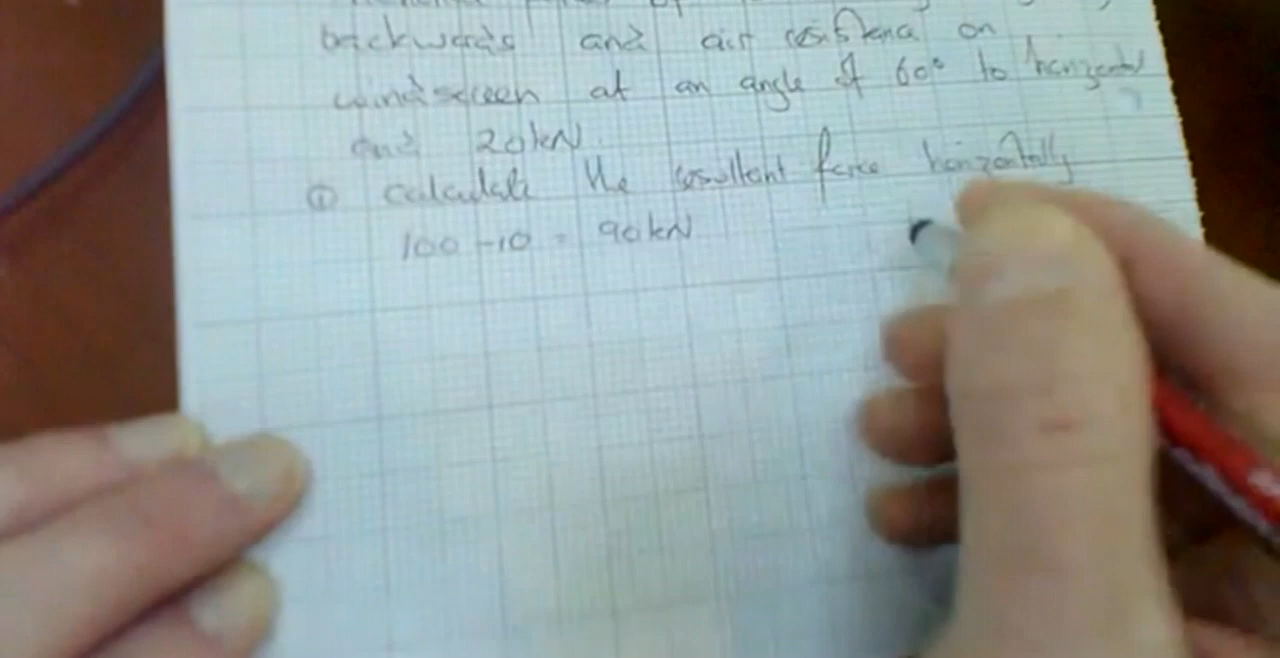 backwards and air resistance on
windscreen at an angle of 60° to horizontal
and 20kN
① calculate the resultant force horizontally
100 - 10 = 90kN